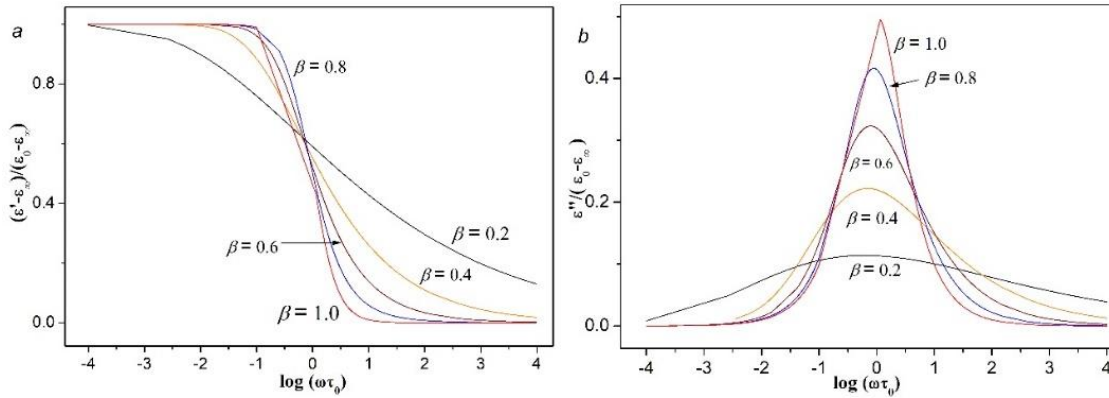 a
β = 0.8
0.8
(ε'-ε∞)/(ε0-ε∞)
0.4
β = 0.2
β = 0.6
β = 0.4
β = 1.0
0.0
-4 -3 -2 -1 0 1 2 3 4
log (ωτ0)
b
β = 1.0
0.4
β = 0.8
ε''/( ε0-ε∞)
β = 0.6
0.2
β = 0.4
β = 0.2
0.0
-4 -3 -2 -1 0 1 2 3 4
log (ωτ0)